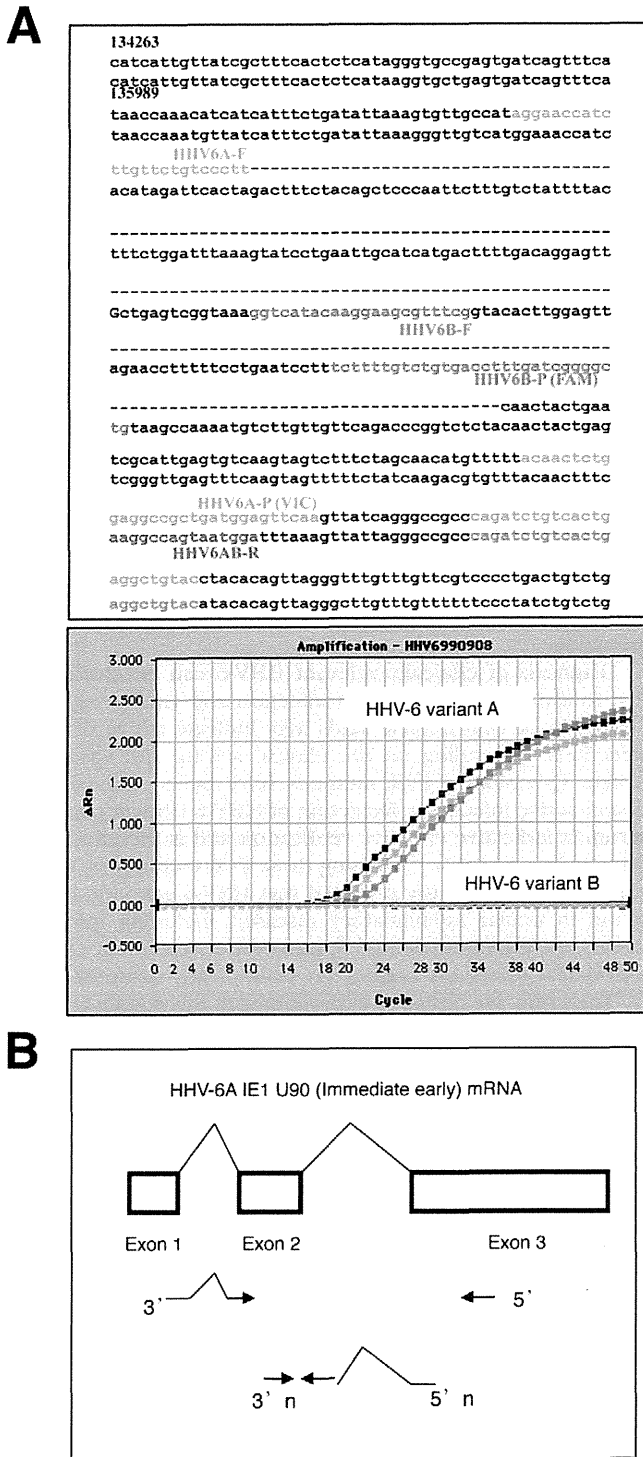 A
134263
catcattgttatcgctttcactctcatagggtgccgagtgatcagtttca
catcattgttatcgctttcactctcataaggtgctgagtgatcagtttca
135989
taaccaaacatcatcatttctgatattaaagtgttgccataggaaccatc
taaccaaatgttatcatttctgatattaaagggttgtcatggaaaccatc
HHV6A-F
ttgttctgtccctt------------------------------------
acatagattcactagactttctacagctcccaattctttgtctattttac
--------------------------------------------------
tttctggatttaaagtatcctgaattgcatcatgacttttgacaggagtt
--------------------------------------------------
Gctgagtcggtaaaggtcatacaaggaagcgtttcggtacacttggagtt
HHV6B-F
--------------------------------------------------
agaacctttttcctgaatccttttcttttgtctgtgacctttgatcggggc
HHV6B-P (FAM)
---------------------------------------caactactgaa
tgtaagccaaaatgtcttgttgttcagacccggtctctacaactactgag
tcgcattgagtgtcaagtagtctttctagcaacatgtttttacaactctg
tcgggttgagtttcaagtagtttttctatcaagacgtgtttacaactttc
HHV6A-P (VIC)
gaggccgctgatggagttcaagttatcagggccgcccagatctgtcactg
aaggccagtaatggatttaaagttattagggccgcccagatctgtcactg
HHV6AB-R
aggctgtacctacacagttagggtttgtttgttcgtcccctgactgtctg
aggctgtacatacacagttagggcttgtttgttttttccctatctgtctg
Amplification - HHV6990908
3.000
2.500
2.000
1.500
1.000
0.500
0.000
-0.500
ΔRn
HHV-6 variant A
HHV-6 variant B
0 2 4 6 8 10 14 18 20 24 28 30 34 38 40 44 48 50
Cycle
B
HHV-6A IE1 U90 (Immediate early) mRNA
Exon 1 Exon 2 Exon 3
3' 5'
3' n 5' n